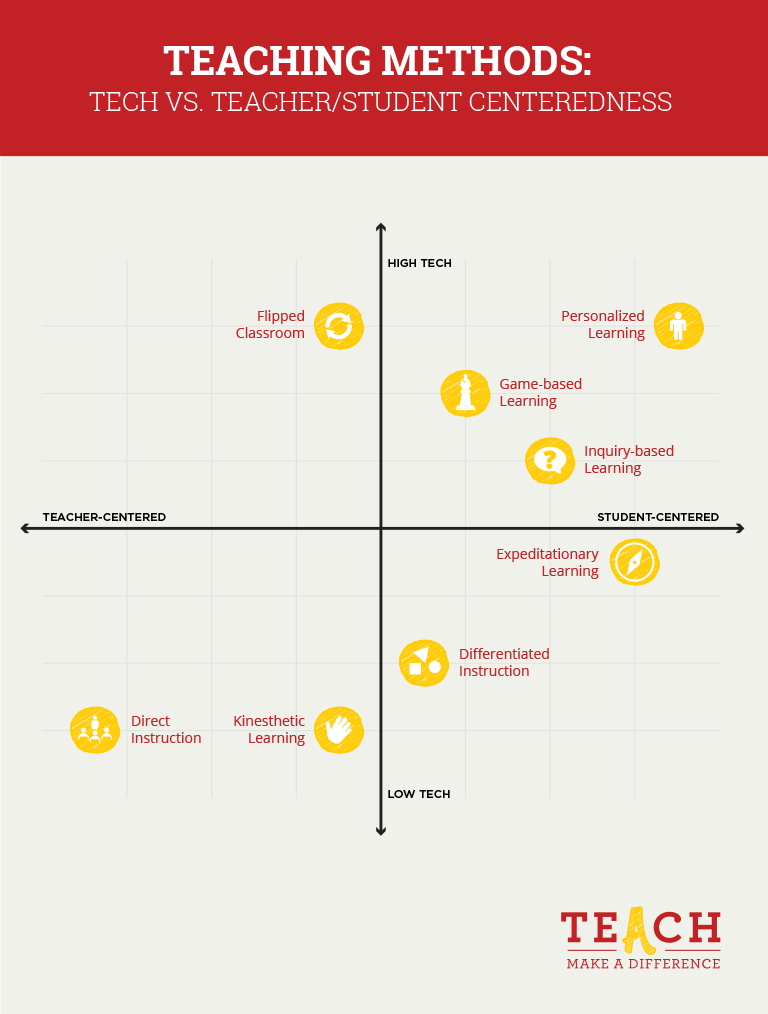 TEACHING METHODS:
TECH VS. TEACHER/STUDENT CENTEREDNESS
HIGH TECH
Flipped
Classroom
Personalized
Learning
Game-based
Learning
Inquiry-based
Learning
TEACHER-CENTERED
STUDENT-CENTERED
Expeditationary
Learning
Differentiated
Instruction
Direct
Instruction
Kinesthetic
Learning
LOW TECH
TEACH
MAKE A DIFFERENCE